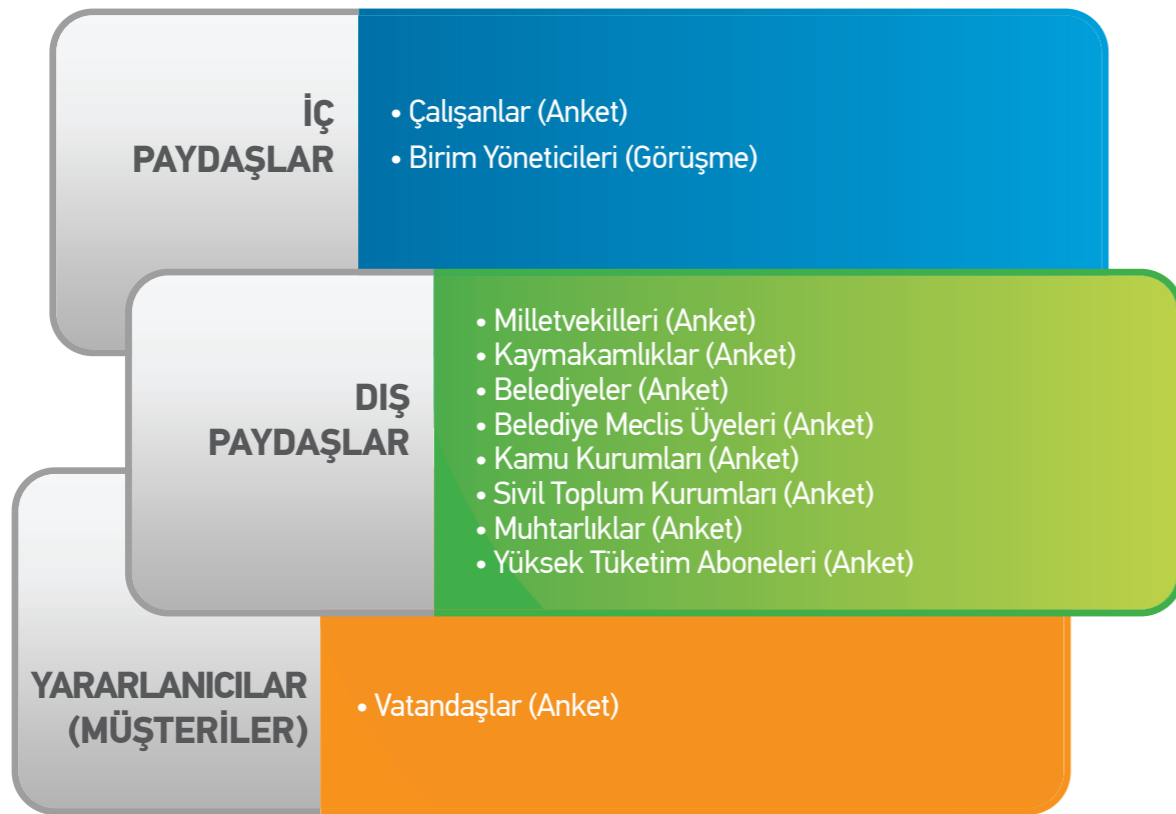 İÇ
PAYDAŞLAR
• Çalışanlar (Anket)
• Birim Yöneticileri (Görüşme)
DIŞ
PAYDAŞLAR
• Milletvekilleri (Anket)
• Kaymakamlıklar (Anket)
• Belediyeler (Anket)
• Belediye Meclis Üyeleri (Anket)
• Kamu Kurumları (Anket)
• Sivil Toplum Kurumları (Anket)
• Muhtarlıklar (Anket)
• Yüksek Tüketim Aboneleri (Anket)
YARARLANICILAR
(MÜŞTERİLER)
• Vatandaşlar (Anket)